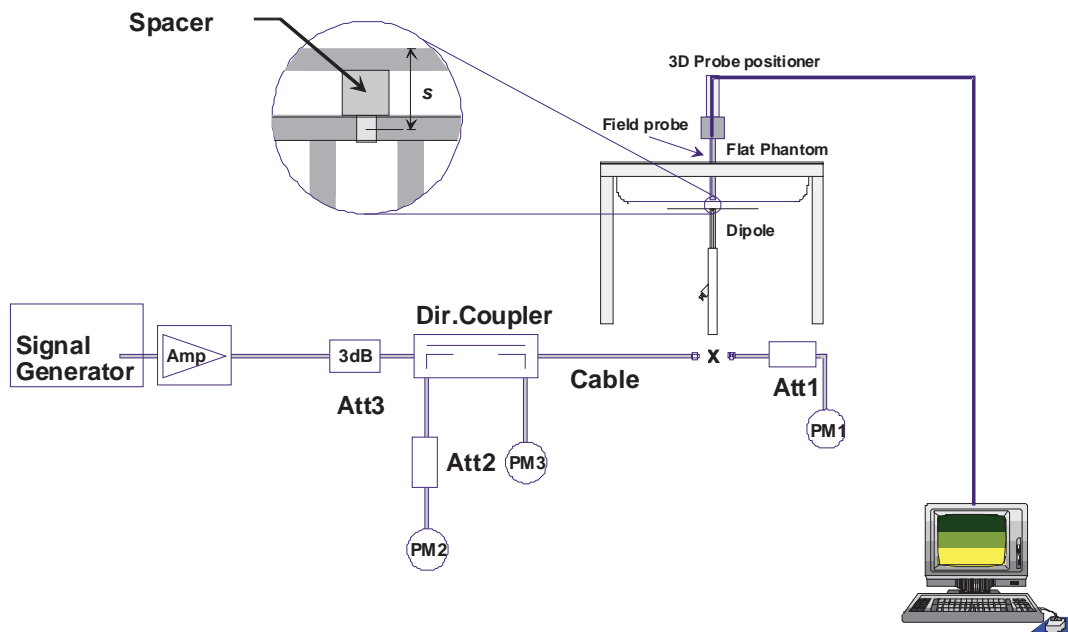 Spacer
s
3D Probe positioner
Field probe
Flat Phantom
Dipole
Dir.Coupler
Signal
Generator
Amp
3dB
Att3
Cable
x
Att1
PM1
Att2
PM3
PM2